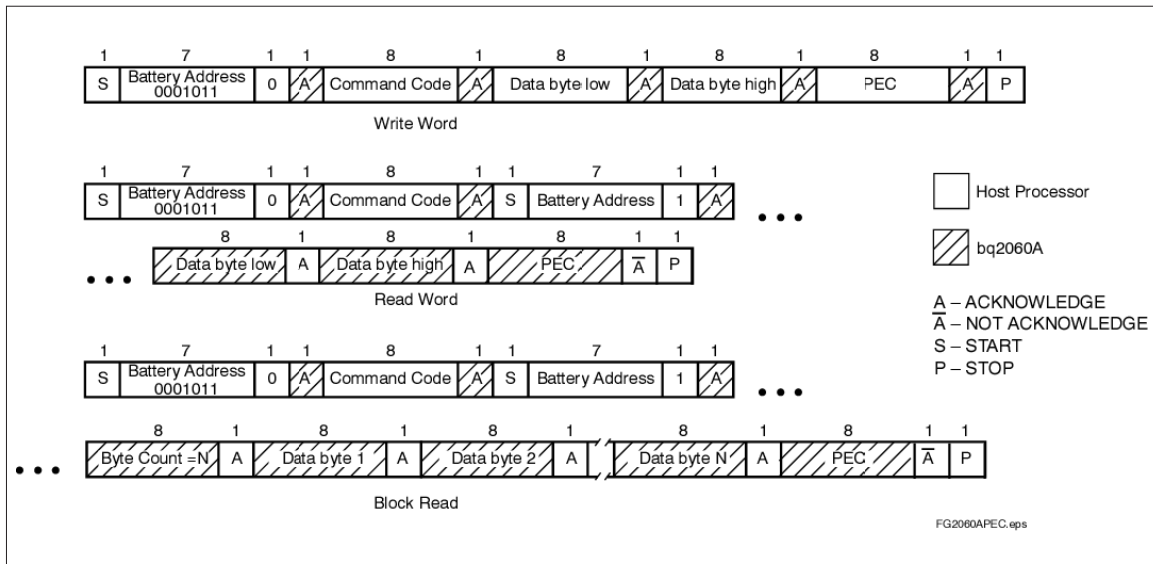 1 7 1 1 8 1 8 1 8 1 8 1 1
S Battery Address 0001011 0 A Command Code A Data byte low A Data byte high A PEC A P
Write Word
1 7 1 1 8 1 1 7 1 1
S Battery Address 0001011 0 A Command Code A S Battery Address 1 A • • •
8 1 8 1 8 1 1
• • • Data byte low A Data byte high A PEC A̅ P
Read Word
1 7 1 1 8 1 1 7 1 1
S Battery Address 0001011 0 A Command Code A S Battery Address 1 A • • •
8 1 8 1 8 1 8 1 8 1 1
• • • Byte Count =N A Data byte 1 A Data byte 2 A Data byte N A PEC A̅ P
Block Read
Host Processor
bq2060A
A – ACKNOWLEDGE
A̅ – NOT ACKNOWLEDGE
S – START
P – STOP
FG2060APEC.eps